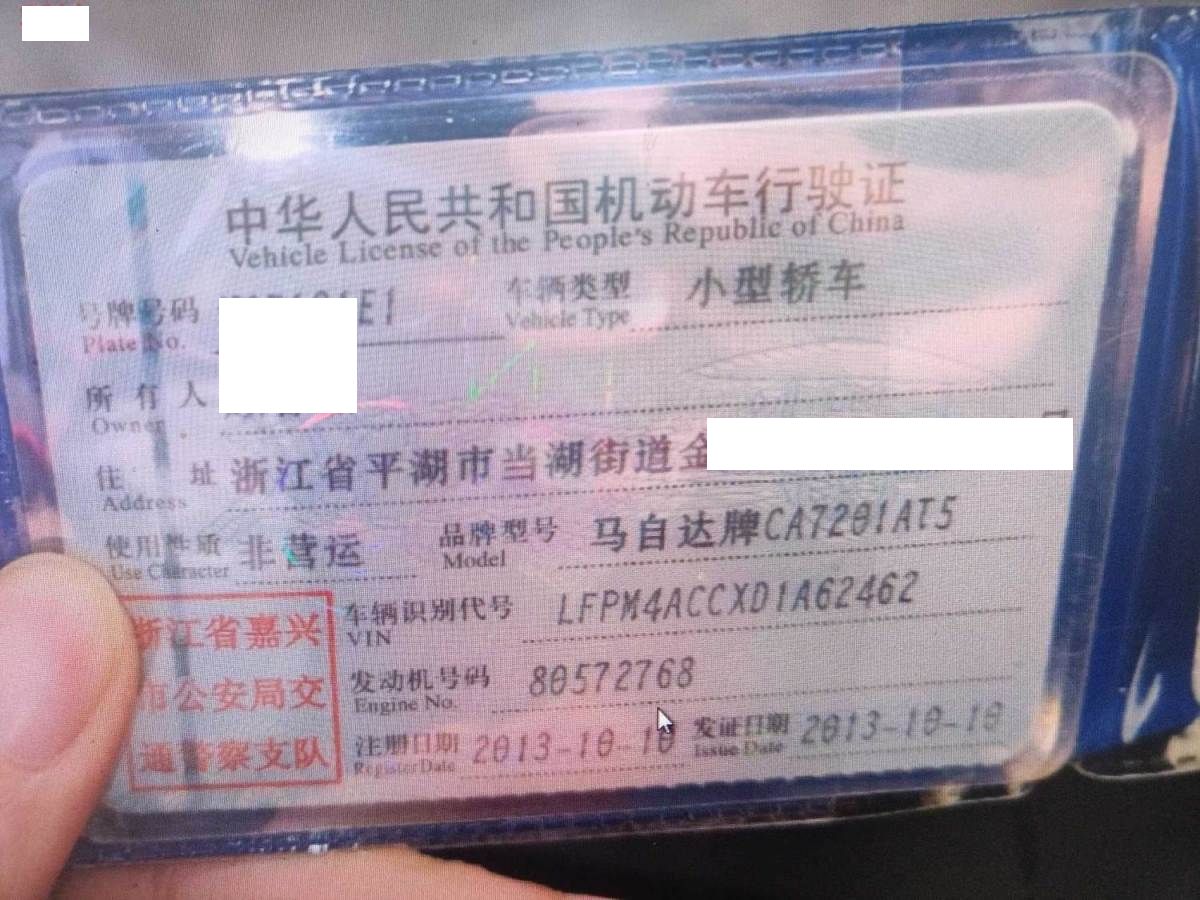 中华人民共和国机动车行驶证
Vehicle License of the People's Republic of China
号牌号码 E1 车辆类型 小型轿车
Plate No. Vehicle Type
所有人
Owner
住址 浙江省平湖市当湖街道金
Address
使用性质 非营运 品牌型号 马自达牌CA7201AT5
Use Character Model
浙江省嘉兴
市公安局交
通警察支队
车辆识别代号 LFPM4ACCXD1A62462
VIN
发动机号码 80572768
Engine No.
注册日期 2013-10-10 发证日期 2013-10-10
Register Date Issue Date